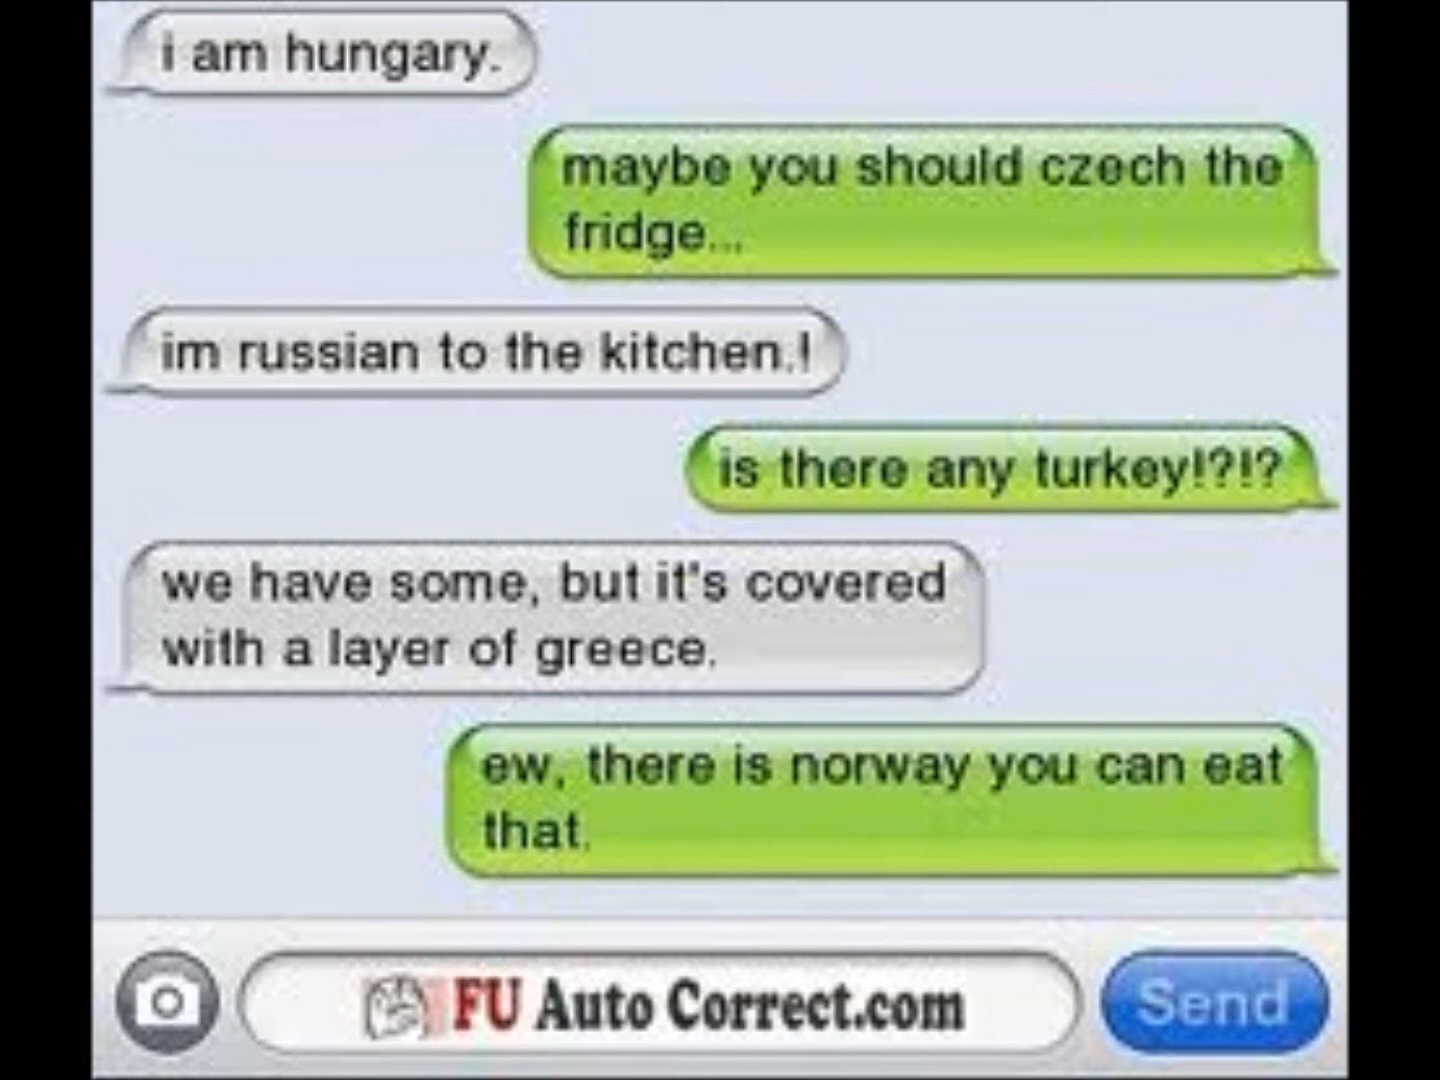 i am hungary.
maybe you should czech the
fridge...
im russian to the kitchen.!
is there any turkey!?!?
we have some, but it's covered
with a layer of greece.
ew, there is norway you can eat
that.
FU Auto Correct.com
Send